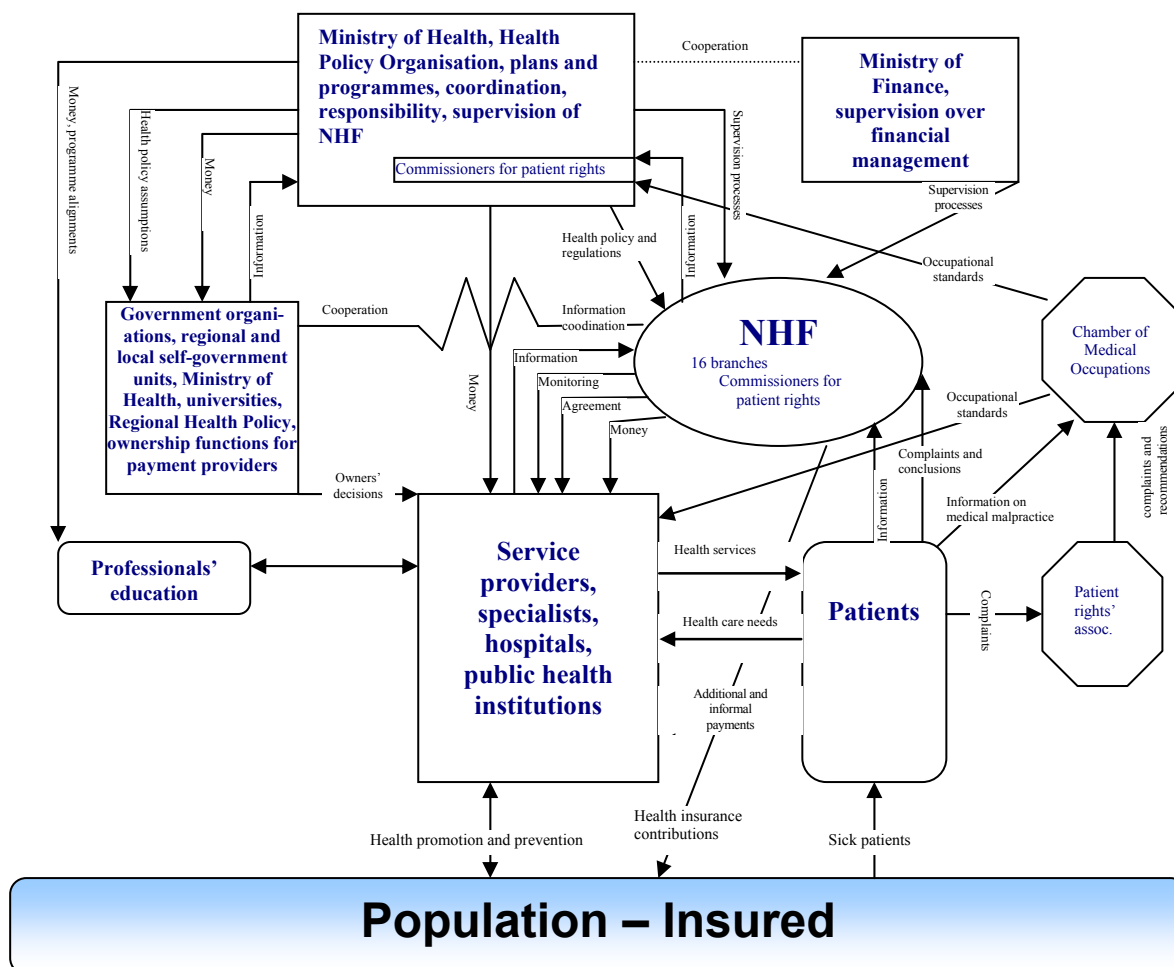 Ministry of Health, Health
Policy Organisation, plans and
programmes, coordination,
responsibility, supervision of
NHF
Commissioners for patient rights
Cooperation
Ministry of
Finance,
supervision over
financial
management
Money, programme alignments
Health policy assumptions
Money
Information
Supervision processes
Information
Health policy and
regulations
Supervision
processes
Occupational
standards
Government organi-
ations, regional and
local self-government
units, Ministry of
Health, universities,
Regional Health Policy,
ownership functions for
payment providers
Cooperation
Information
coodination
NHF
16 branches
Commissioners for
patient rights
Chamber of
Medical
Occupations
Information
Monitoring
Agreement
Money
Money
Occupational
standards
Complaints and
conclusions
Information
Information on
medical malpractice
complaints and
recommendations
Owners’
decisions
Professionals’
education
Service
providers,
specialists,
hospitals,
public health
institutions
Health services
Health care needs
Additional and
informal
payments
Patients
Complaints
Patient
rights’
assoc.
Health promotion and prevention
Health insurance
contributions
Sick patients
Population – Insured